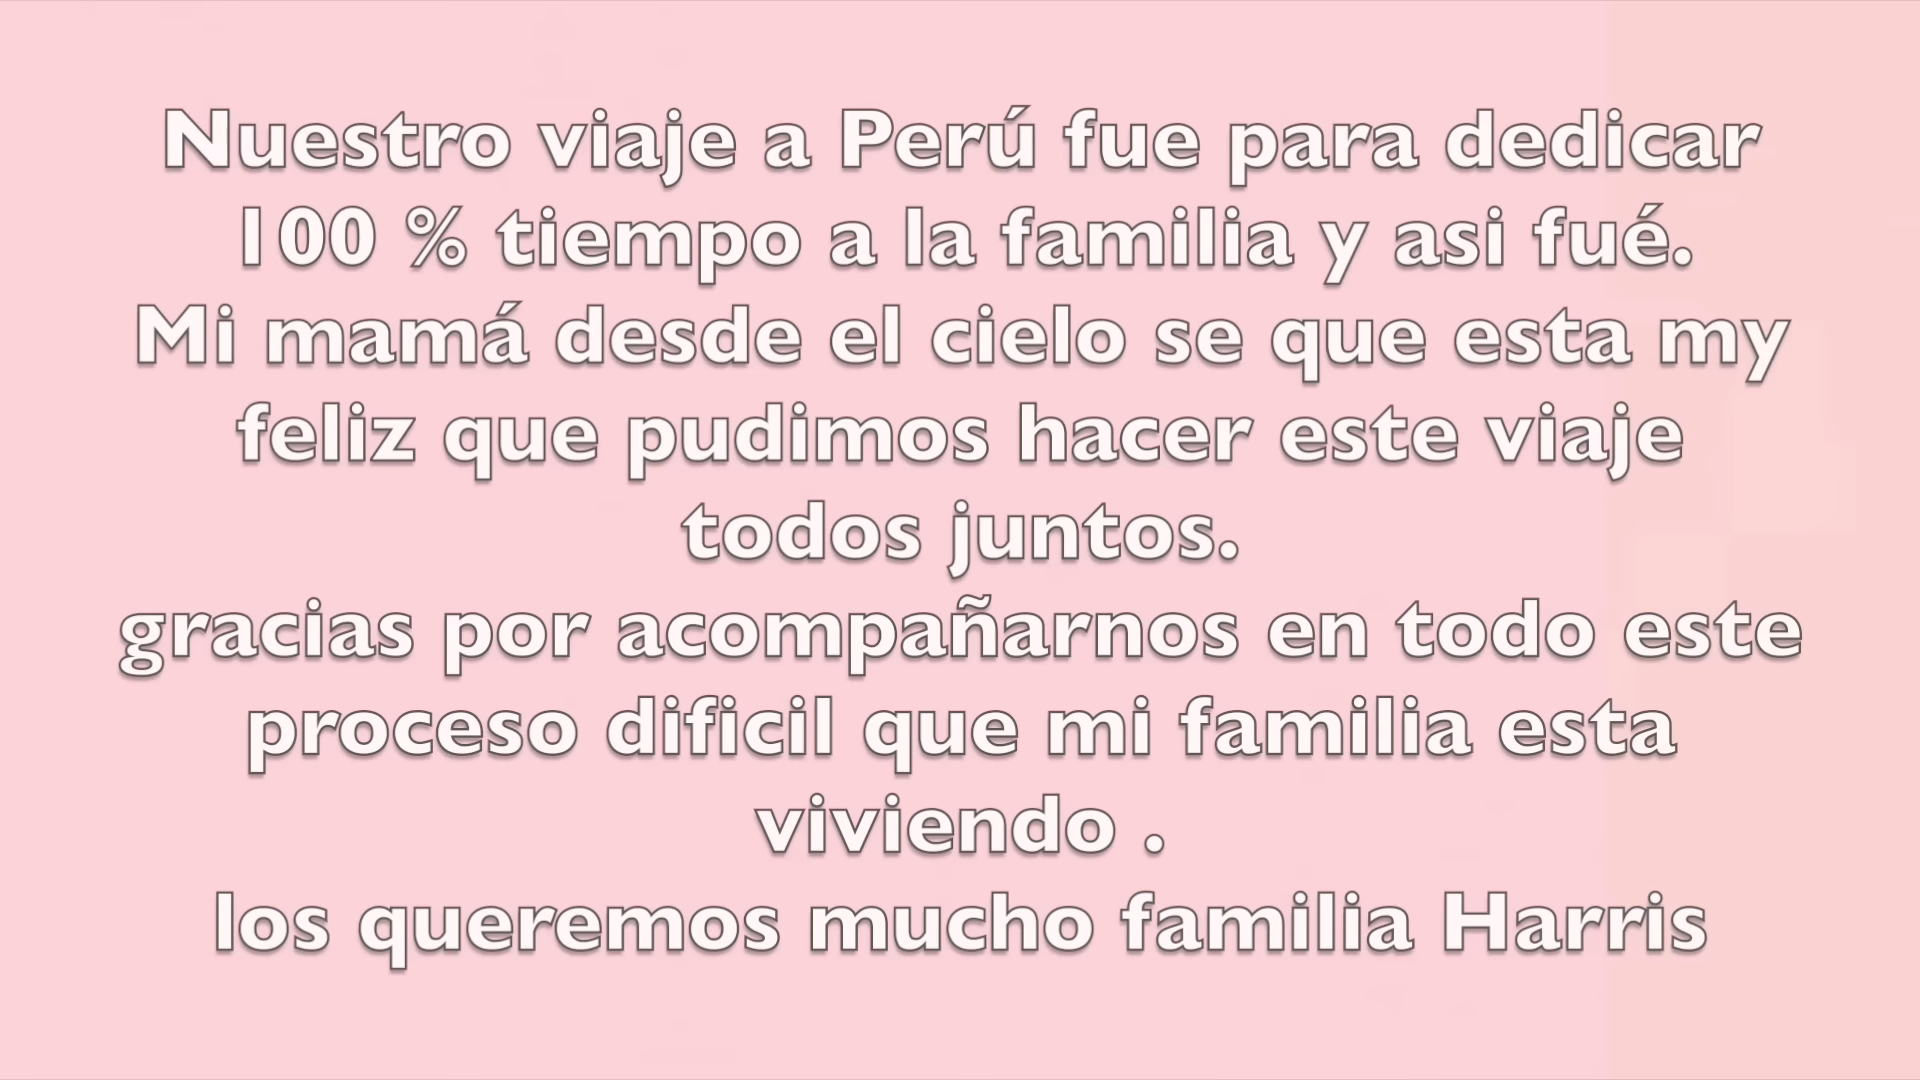 Nuestro viaje a Perú fue para dedicar
100 % tiempo a la familia y asi fué.
Mi mamá desde el cielo se que esta my
feliz que pudimos hacer este viaje
todos juntos.
gracias por acompañarnos en todo este
proceso dificil que mi familia esta
viviendo .
los queremos mucho familia Harris